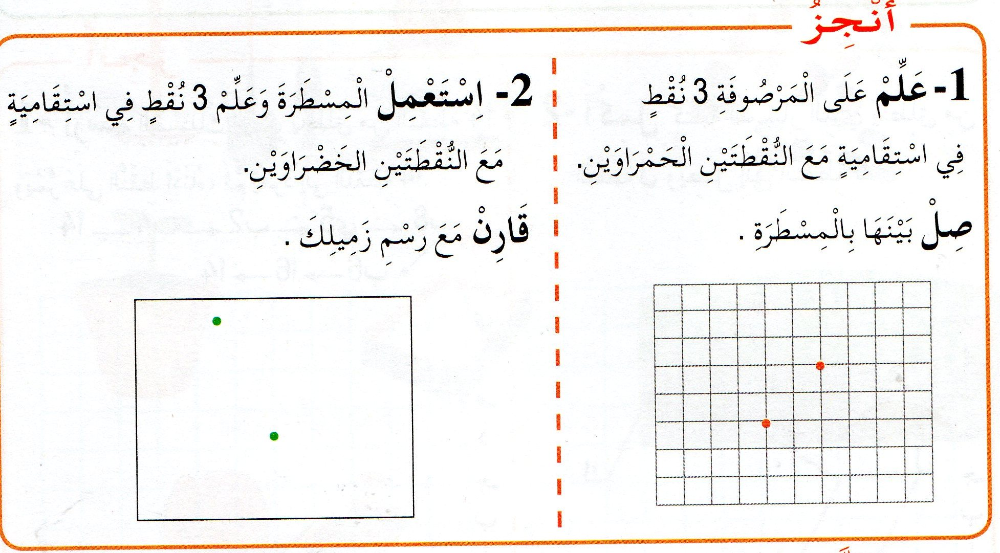 أَنْجِزُ
1- عَلِّمْ عَلَى الْمَرْصُوفَةِ 3 نُقْطٍ
فِي اسْتِقَامِيَةٍ مَعَ النُّقْطَتَيْنِ الْحَمْرَاوَيْنِ.
صِلْ بَيْنَهَا بِالْمِسْطَرَةِ .
2- اِسْتَعْمِلْ الْمِسْطَرَةَ وَعَلِّمْ 3 نُقْطٍ فِي اسْتِقَامِيَةٍ
مَعَ النُّقْطَتَيْنِ الخَضْرَاوَيْنِ.
قَارِنْ مَعَ رَسْمِ زَمِيلِكَ .